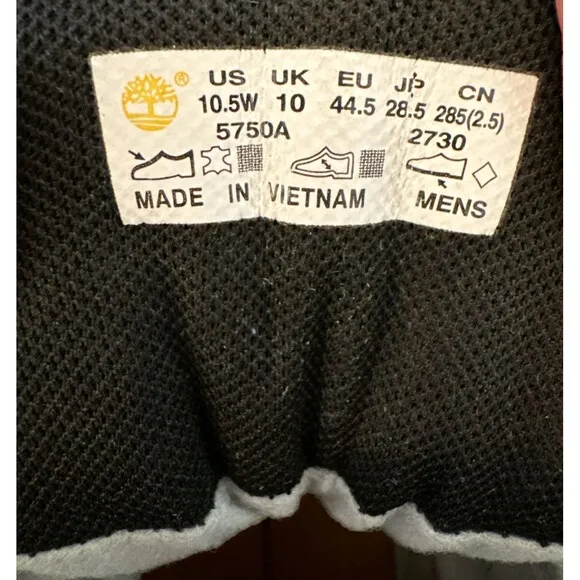 ® US UK EU JP CN
10.5W 10 44.5 28.5 285(2.5)
5750A 2730
MADE IN VIETNAM MENS